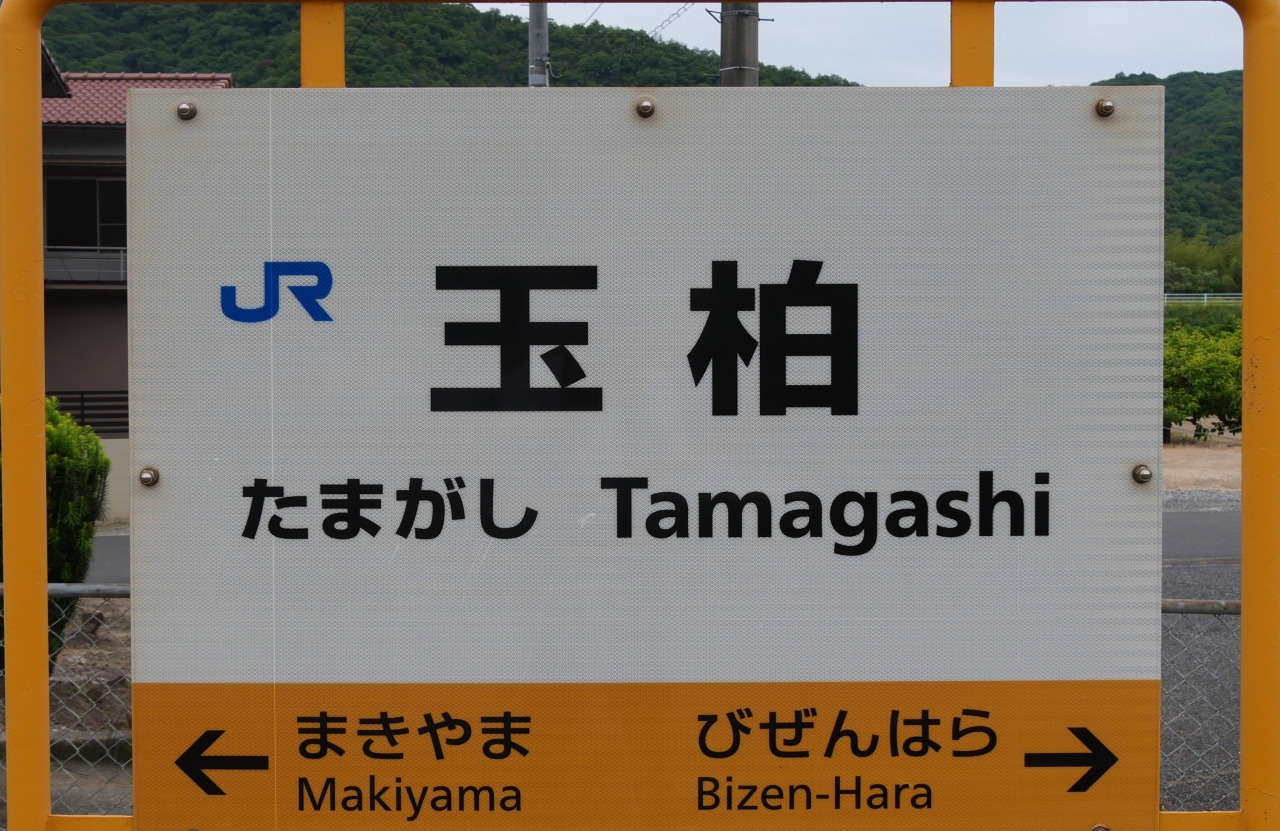 JR 玉柏
たまがし Tamagashi
← まきやま びぜんはら →
Makiyama Bizen-Hara